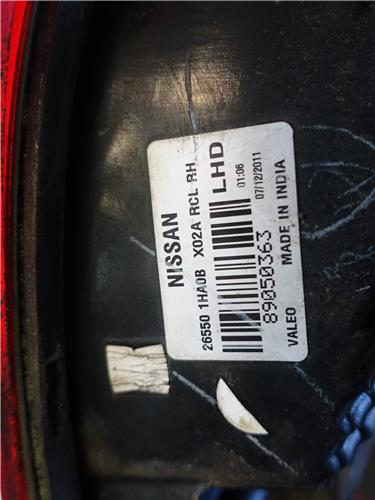 NISSAN
26550 1HA0B X02A RCL RH
LHD
89050363
01:06
07/12/2011
VALEO MADE IN INDIA